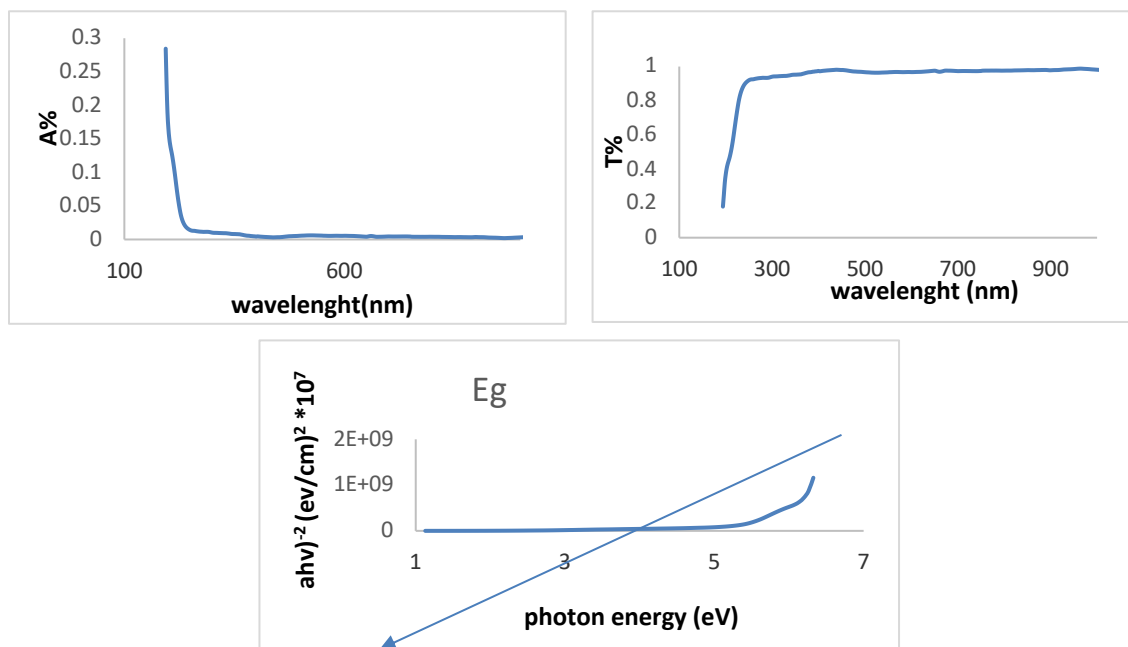 0.3
0.25
0.2
0.15
0.1
0.05
0
A%
100 600
wavelenght(nm)
1
0.8
0.6
0.4
0.2
0
T%
100 300 500 700 900
wavelenght (nm)
Eg
2E+09
1E+09
0
ahv)⁻² (ev/cm)² *10⁷
1 3 5 7
photon energy (eV)